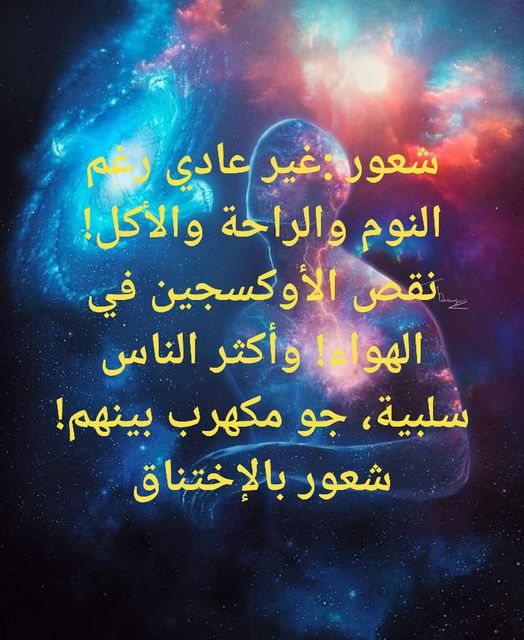 شعور :غير عادي رغم
النوم والراحة والأكل!
نقص الأوكسجين في
الهواء! وأكثر الناس
سلبية، جو مكهرب بينهم!
شعور بالإختناق